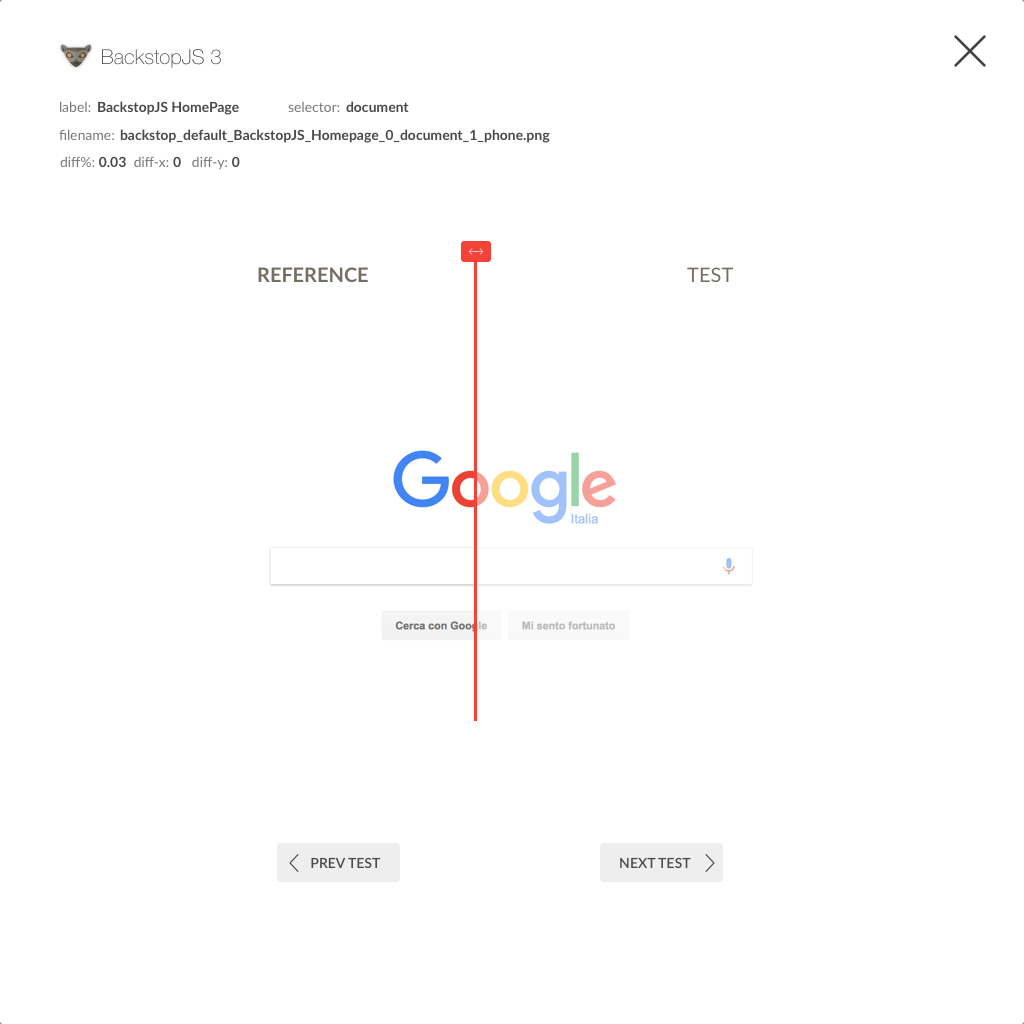 BackstopJS 3
label: BackstopJS HomePage selector: document
filename: backstop_default_BackstopJS_Homepage_0_document_1_phone.png
diff%: 0.03 diff-x: 0 diff-y: 0
REFERENCE TEST
Google
Italia
Cerca con Google Mi sento fortunato
PREV TEST NEXT TEST